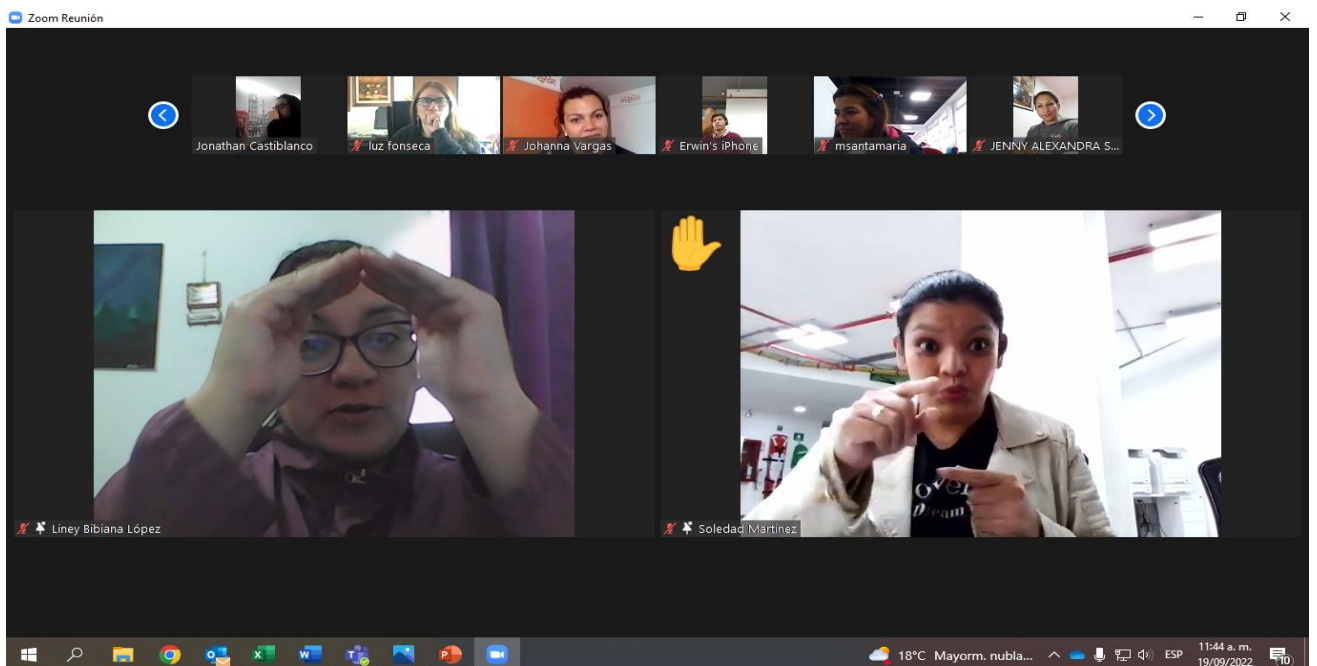 Zoom Reunión
Jonathan Castiblanco
luz fonseca
Johanna Vargas
Erwin's iPhone
msantamaria
JENNY ALEXANDRA S...
Liney Bibiana López
Soledad Martinez
Dream
18°C Mayorm. nubla...
ESP
11:44 a. m.
19/09/2022
10